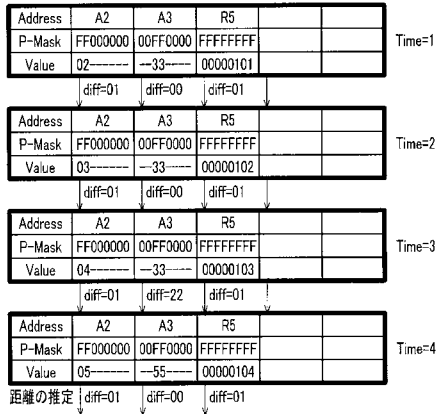 Address A2 A3 R5
P-Mask FF000000 00FF0000 FFFFFFFF Time=1
Value 02------ --33---- 00000101
diff=01 diff=00 diff=01
Address A2 A3 R5
P-Mask FF000000 00FF0000 FFFFFFFF Time=2
Value 03------ --33---- 00000102
diff=01 diff=00 diff=01
Address A2 A3 R5
P-Mask FF000000 00FF0000 FFFFFFFF Time=3
Value 04------ --33---- 00000103
diff=01 diff=22 diff=01
Address A2 A3 R5
P-Mask FF000000 00FF0000 FFFFFFFF Time=4
Value 05------ --55---- 00000104
距離の推定 diff=01 diff=00 diff=01